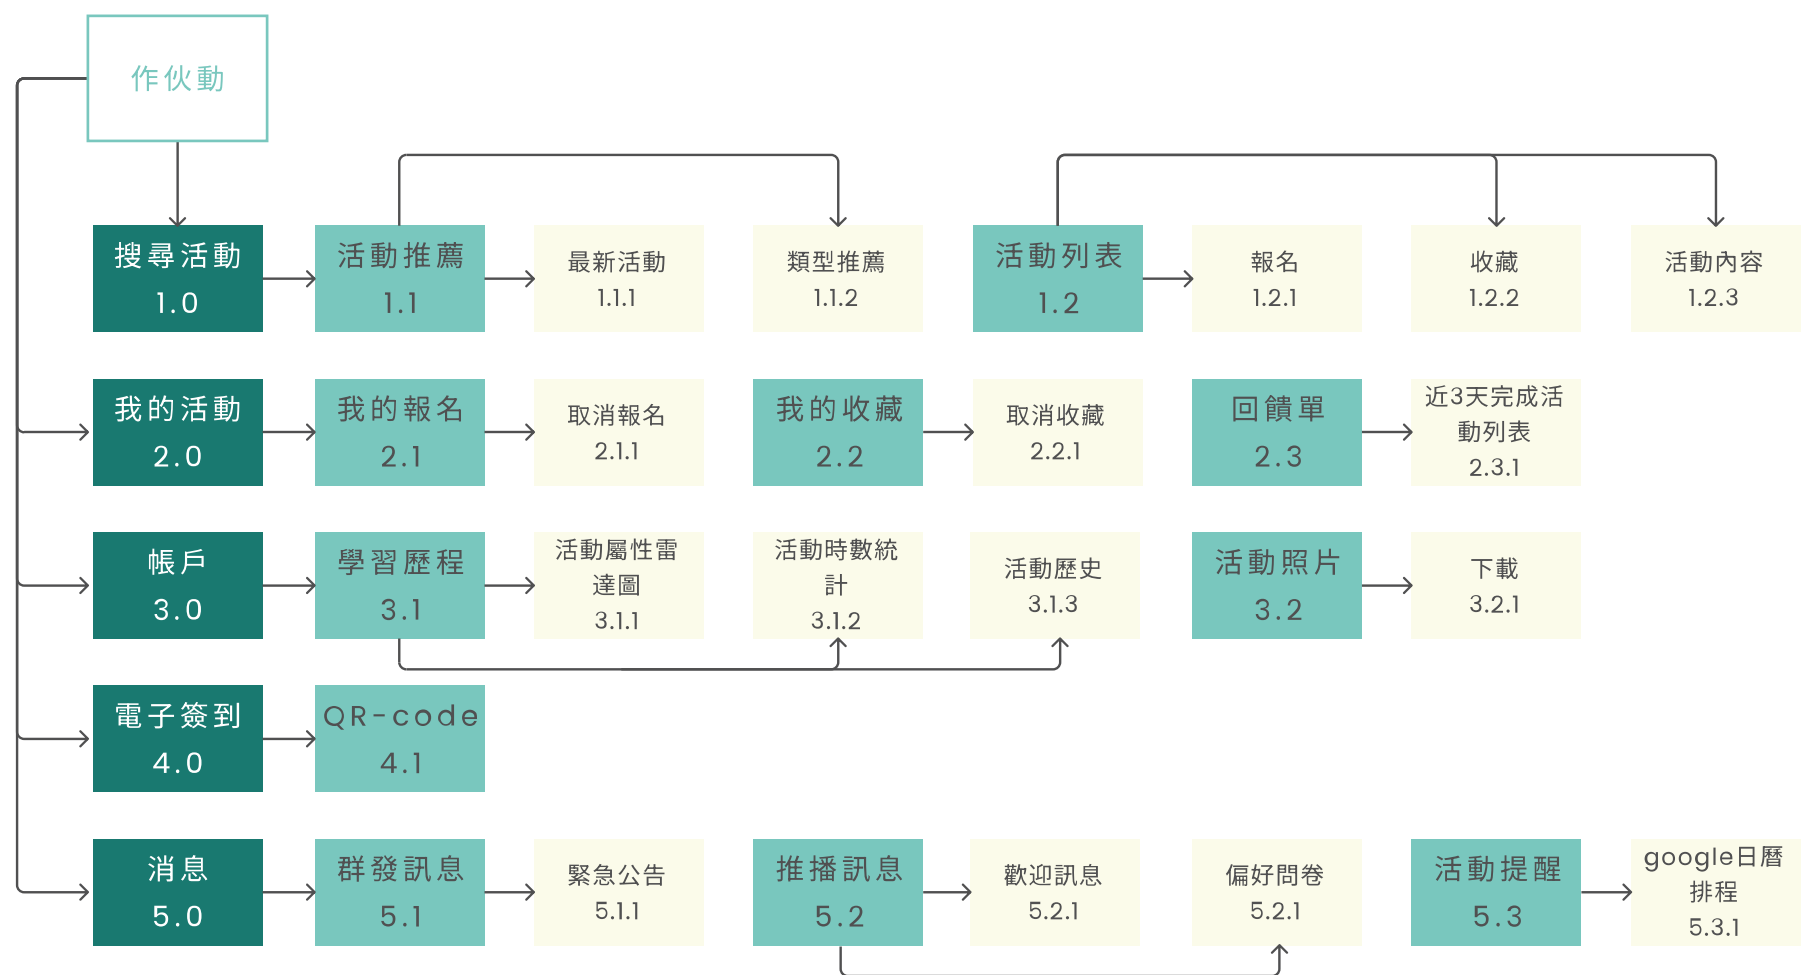 作伙動
搜尋活動
1.0
活動推薦
1.1
最新活動
1.1.1
類型推薦
1.1.2
活動列表
1.2
報名
1.2.1
收藏
1.2.2
活動內容
1.2.3
我的活動
2.0
我的報名
2.1
取消報名
2.1.1
我的收藏
2.2
取消收藏
2.2.1
回饋單
2.3
近3天完成活
動列表
2.3.1
帳戶
3.0
學習歷程
3.1
活動屬性雷
達圖
3.1.1
活動時數統
計
3.1.2
活動歷史
3.1.3
活動照片
3.2
下載
3.2.1
電子簽到
4.0
QR-code
4.1
消息
5.0
群發訊息
5.1
緊急公告
5.1.1
推播訊息
5.2
歡迎訊息
5.2.1
偏好問卷
5.2.1
活動提醒
5.3
google日曆
排程
5.3.1